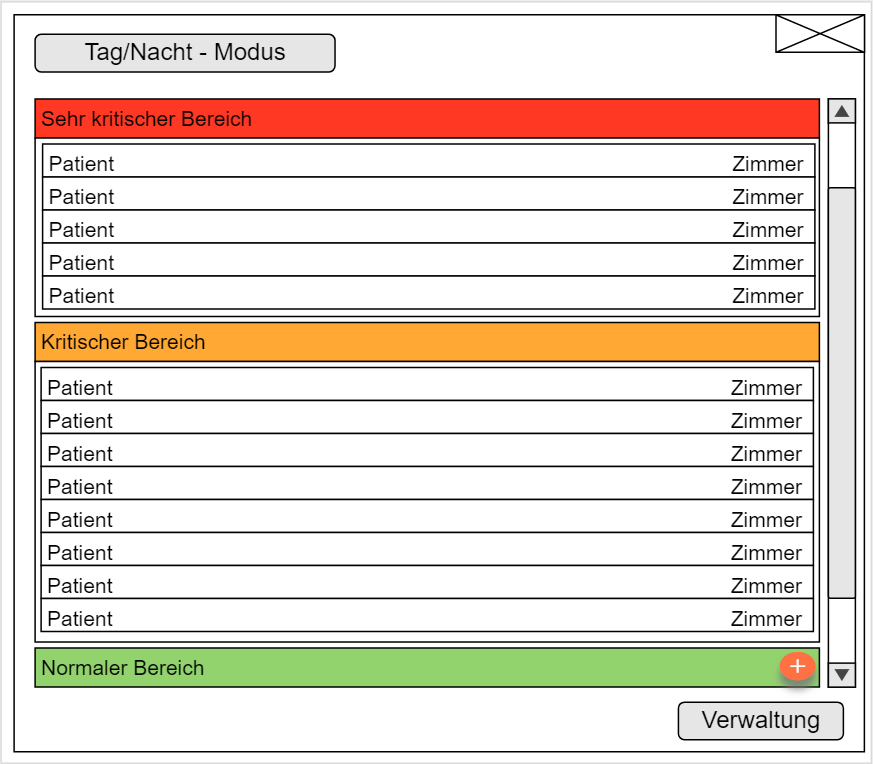 Tag/Nacht - Modus
Sehr kritischer Bereich
Patient Zimmer
Patient Zimmer
Patient Zimmer
Patient Zimmer
Patient Zimmer
Kritischer Bereich
Patient Zimmer
Patient Zimmer
Patient Zimmer
Patient Zimmer
Patient Zimmer
Patient Zimmer
Patient Zimmer
Patient Zimmer
Normaler Bereich +
Verwaltung